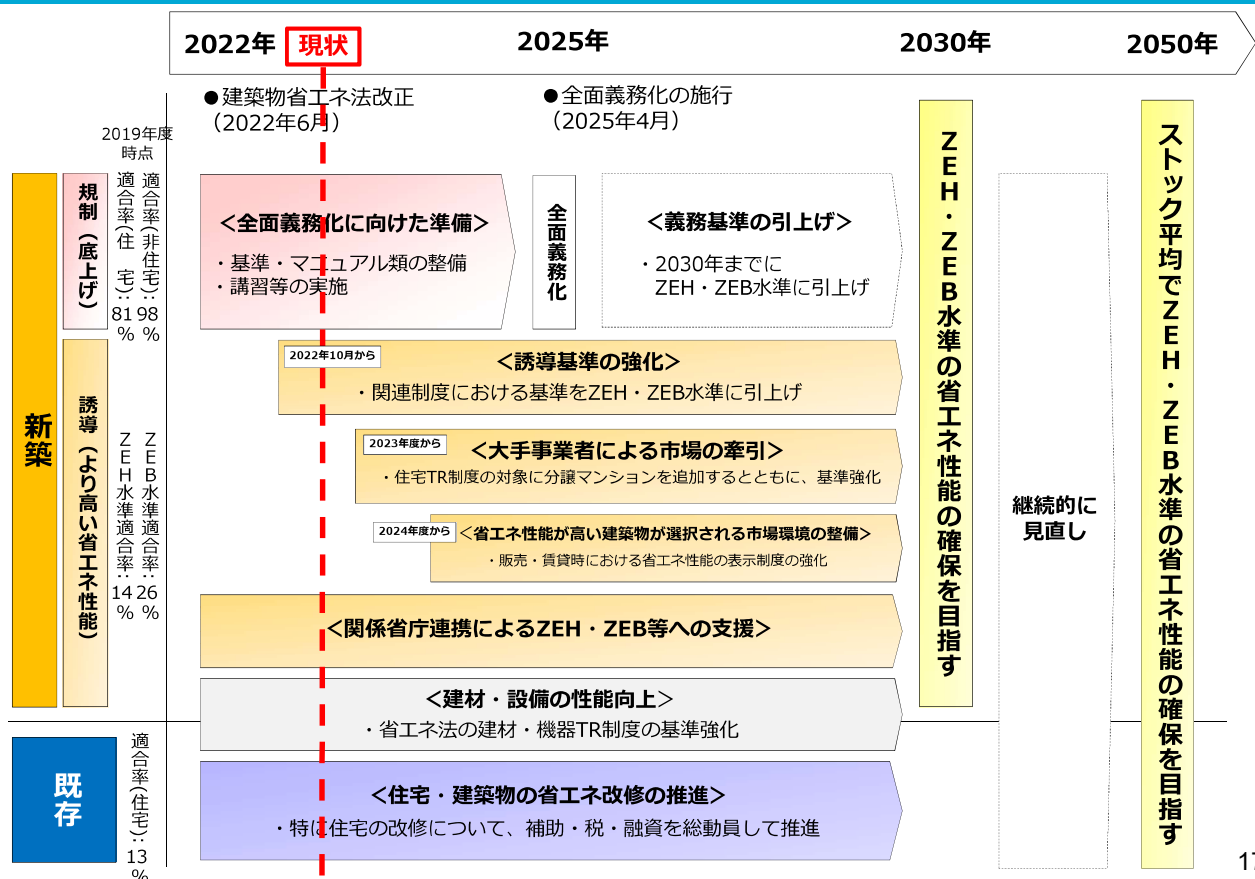 2022年 現状 2025年 2030年 2050年
●建築物省エネ法改正
（2022年6月）
●全面義務化の施行
（2025年4月）
2019年度
時点
新築
規制（底上げ）
適合率(住　宅)：81%
適合率(非住宅)：98%
＜全面義務化に向けた準備＞
・基準・マニュアル類の整備
・講習等の実施
全面義務化
＜義務基準の引上げ＞
・2030年までに
ZEH・ZEB水準に引上げ
誘導（より高い省エネ性能）
ZEH水準適合率：14%
ZEB水準適合率：26%
2022年10月から
＜誘導基準の強化＞
・関連制度における基準をZEH・ZEB水準に引上げ
2023年度から
＜大手事業者による市場の牽引＞
・住宅TR制度の対象に分譲マンションを追加するとともに、基準強化
2024年度から
＜省エネ性能が高い建築物が選択される市場環境の整備＞
・販売・賃貸時における省エネ性能の表示制度の強化
＜関係省庁連携によるZEH・ZEB等への支援＞
＜建材・設備の性能向上＞
・省エネ法の建材・機器TR制度の基準強化
既存
適合率(住宅)：13%
＜住宅・建築物の省エネ改修の推進＞
・特に住宅の改修について、補助・税・融資を総動員して推進
ZEH・ZEB水準の省エネ性能の確保を目指す
継続的に
見直し
ストック平均でZEH・ZEB水準の省エネ性能の確保を目指す